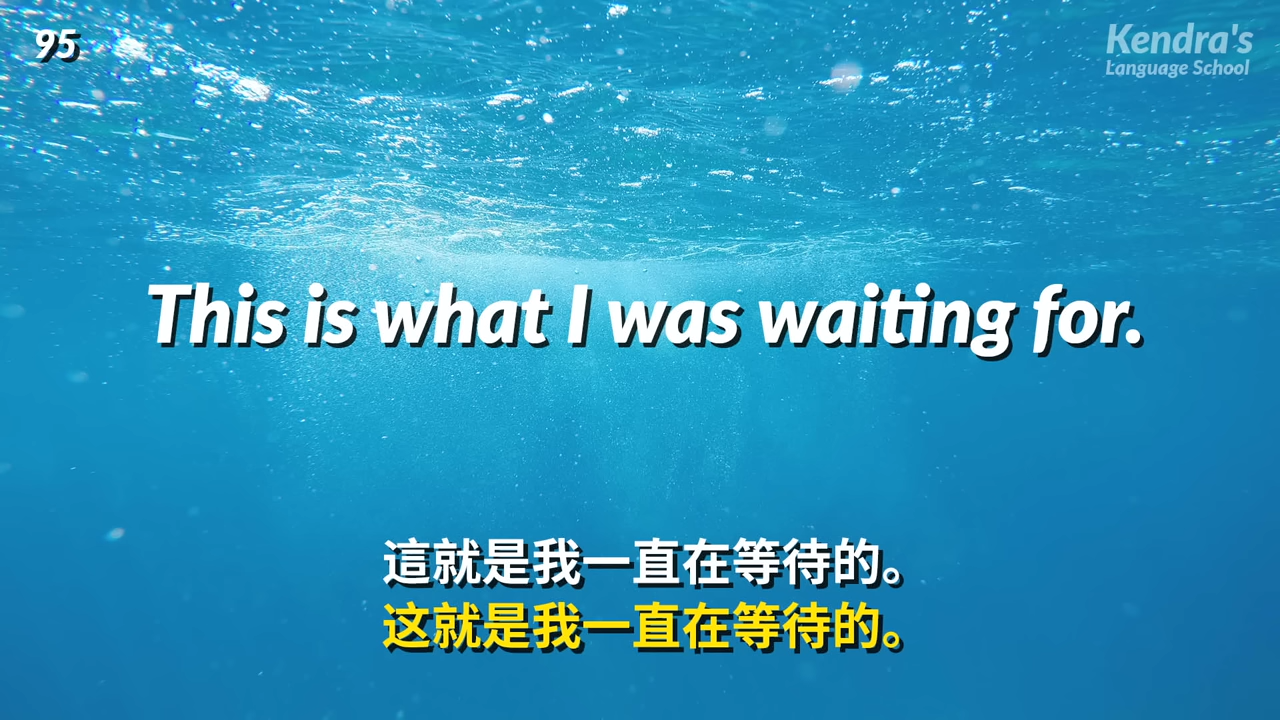 95
Kendra's
Language School
This is what I was waiting for.
這就是我一直在等待的。
这就是我一直在等待的。